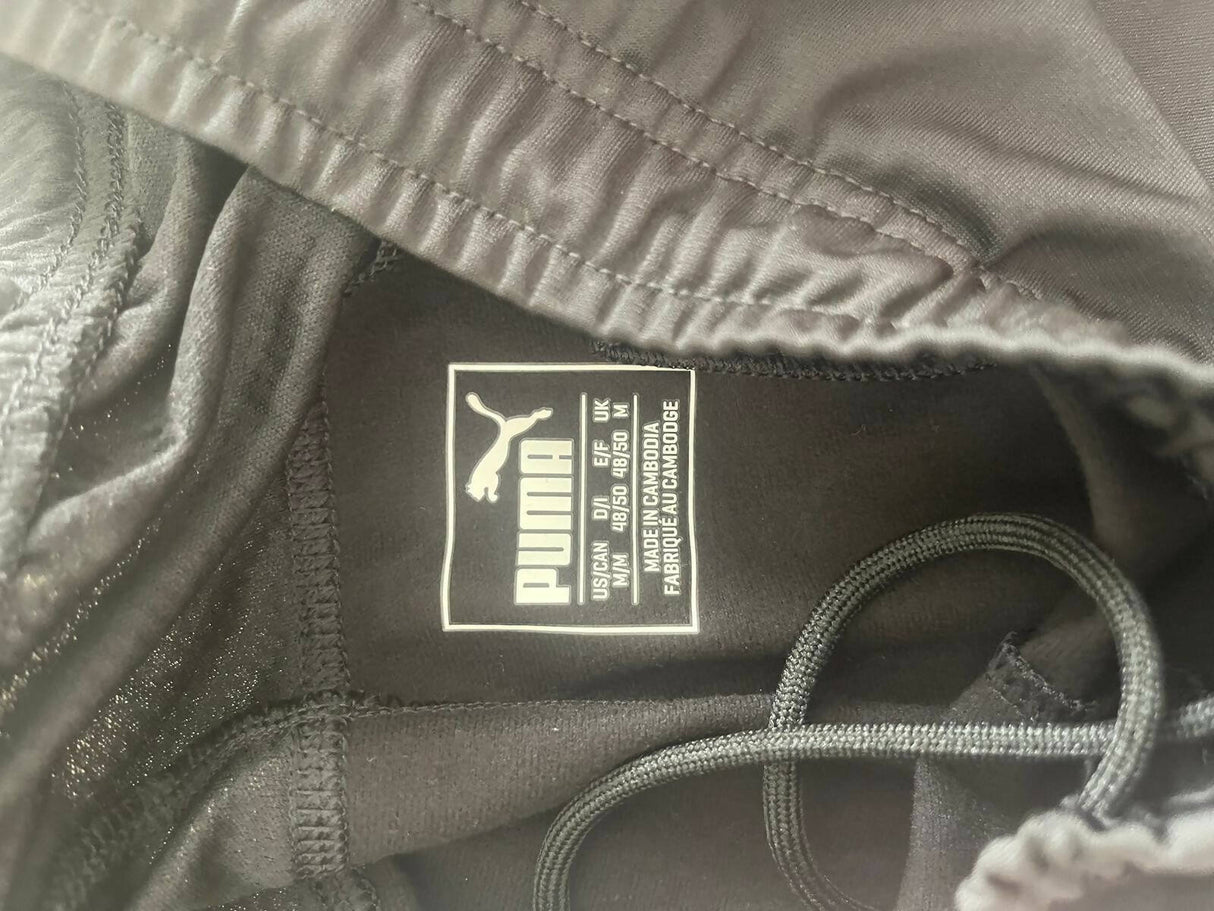 PUMA
US/CAN D/I E/F UK
M/M 48/50 48/50 M
MADE IN CAMBODIA
FABRIQUÉ AU CAMBODGE